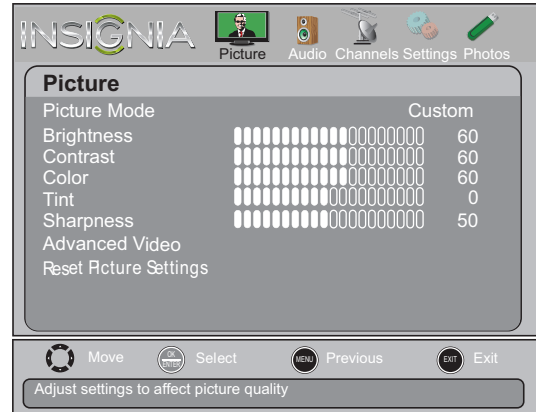 INSIGNIA
Picture Audio Channels Settings Photos
Picture
Picture Mode Custom
Brightness 60
Contrast 60
Color 60
Tint 0
Sharpness 50
Advanced Video
Reset Picture Settings
Move OK ENTER Select MENU Previous EXIT Exit
Adjust settings to affect picture quality